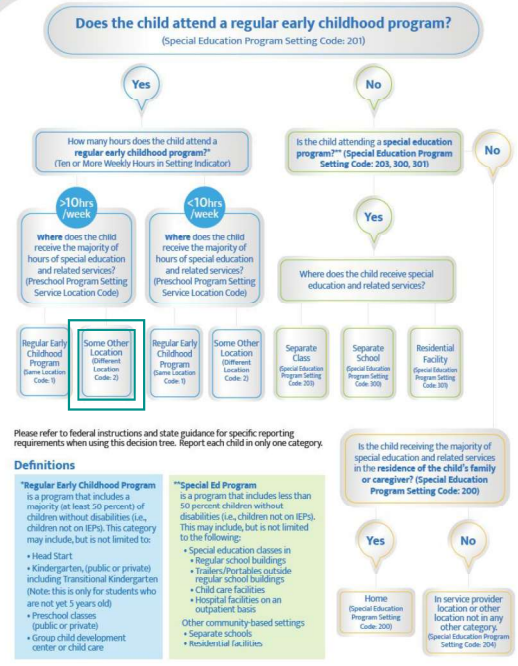 Does the child attend a regular early childhood program?
(Special Education Program Setting Code: 201)
Yes
No
How many hours does the child attend a
regular early childhood program?*
(Ten or More Weekly Hours in Setting Indicator)
Is the child attending a special education
program?** (Special Education Program
Setting Code: 203, 300, 301)
No
>10hrs
/week
<10hrs
/week
Where does the child
receive the majority of
hours of special education
and related services?
(Preschool Program Setting
Service Location Code)
Where does the child
receive the majority of
hours of special education
and related services?
(Preschool Program Setting
Service Location Code)
Yes
Where does the child receive special
education and related services?
Regular Early
Childhood
Program
(Same Location
Code: 1)
Some Other
Location
(Different
Location
Code: 2)
Regular Early
Childhood
Program
(Same Location
Code: 1)
Some Other
Location
(Different
Location
Code: 2)
Separate
Class
(Special Education
Program Setting
Code: 203)
Separate
School
(Special Education
Program Setting
Code: 300)
Residential
Facility
(Special Education
Program Setting
Code: 301)
Please refer to federal instructions and state guidance for specific reporting
requirements when using this decision tree. Report each child in only one category.
Definitions
*Regular Early Childhood Program
is a program that includes a
majority (at least 50 percent) of
children without disabilities (i.e.,
children not on IEPs). This category
may include, but is not limited to:
• Head Start
• Kindergarten, (public or private)
including Transitional Kindergarten
(Note: this is only for students who
are not yet 5 years old)
• Preschool classes
(public or private)
• Group child development
center or child care
**Special Ed Program
is a program that includes less than
50 percent children without
disabilities (i.e., children not on IEPs).
This may include, but is not limited
to the following:
• Special education classes in
• Regular school buildings
• Trailers/Portables outside
regular school buildings
• Child care facilities
• Hospital facilities on an
outpatient basis
Other community-based settings
• Separate schools
• Residential facilities
Is the child receiving the majority of
special education and related services
in the residence of the child's family
or caregiver? (Special Education
Program Setting Code: 200)
Yes
No
Home
(Special Education
Program Setting
Code: 200)
In service provider
location or other
location not in any
other category.
(Special Education Program
Setting Code: 204)